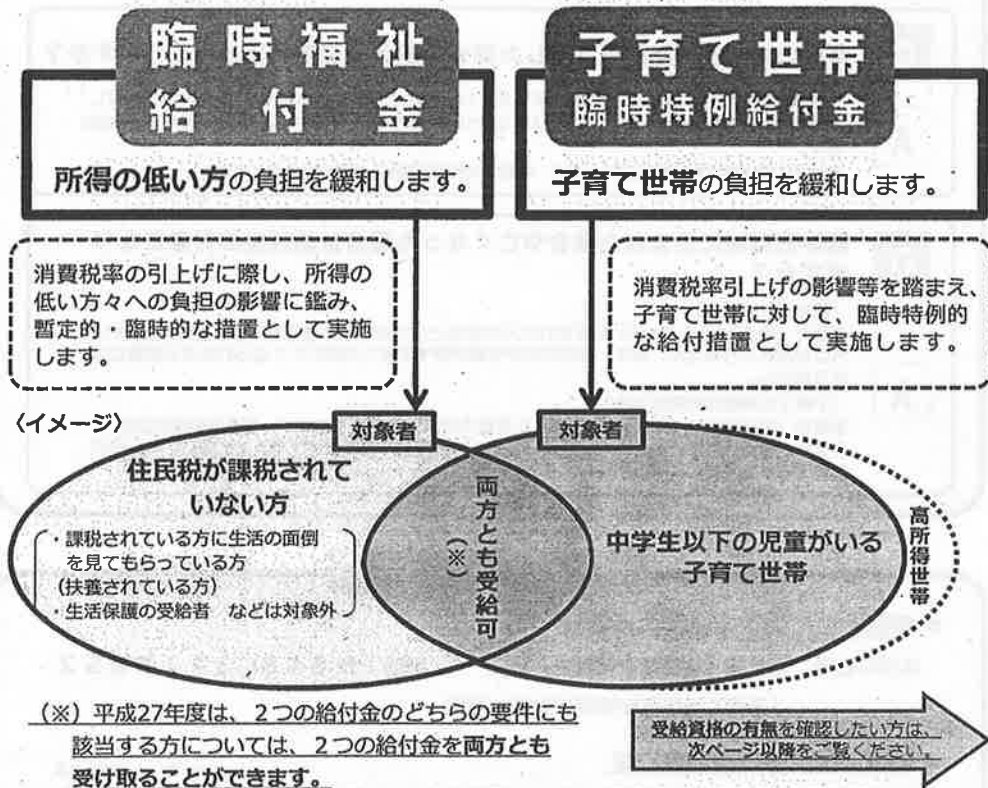 臨時福祉
給付金
所得の低い方の負担を緩和します。
子育て世帯
臨時特例給付金
子育て世帯の負担を緩和します。
消費税率の引上げに際し、所得の
低い方々への負担の影響に鑑み、
暫定的・臨時的な措置として実施
します。
消費税率引上げの影響等を踏まえ、
子育て世帯に対して、臨時特例的
な給付措置として実施します。
〈イメージ〉
対象者
対象者
住民税が課税されて
いない方
・課税されている方に生活の面倒
を見てもらっている方
(扶養されている方)
・生活保護の受給者 などは対象外
両方とも受給可
(※)
中学生以下の児童がいる
子育て世帯
高所得世帯
(※)平成27年度は、2つの給付金のどちらの要件にも
該当する方については、2つの給付金を両方とも
受け取ることができます。
受給資格の有無を確認したい方は、
次ページ以降をご覧ください。